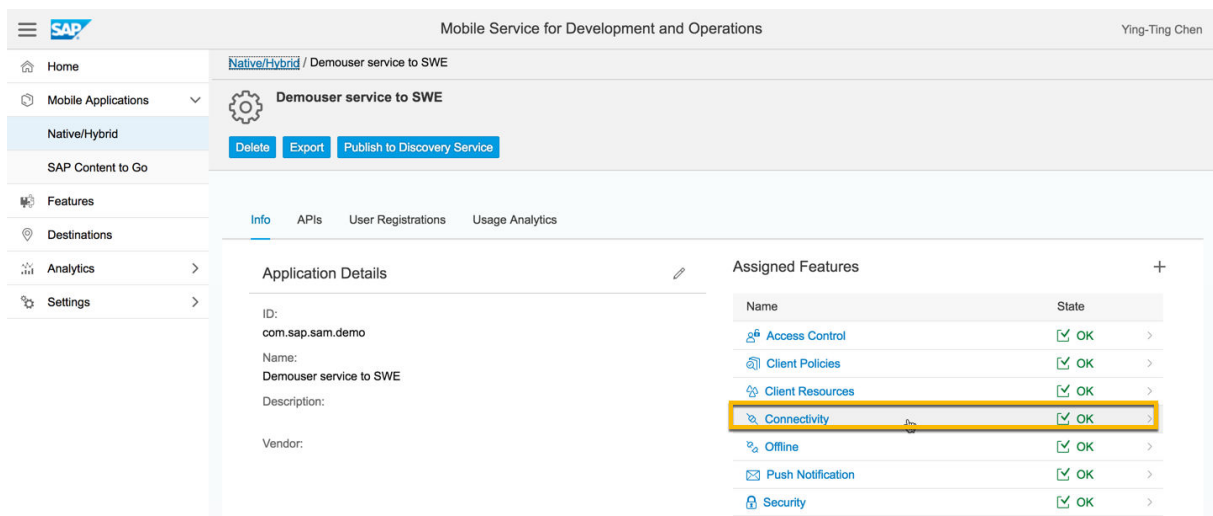 SAP Mobile Service for Development and Operations Ying-Ting Chen
Home
Mobile Applications
Native/Hybrid
SAP Content to Go
Features
Destinations
Analytics
Settings
Native/Hybrid / Demouser service to SWE
Demouser service to SWE
Delete Export Publish to Discovery Service
Info APIs User Registrations Usage Analytics
Application Details
ID:
com.sap.sam.demo
Name:
Demouser service to SWE
Description:
Vendor:
Assigned Features
Name State
Access Control OK
Client Policies OK
Client Resources OK
Connectivity OK
Offline OK
Push Notification OK
Security OK